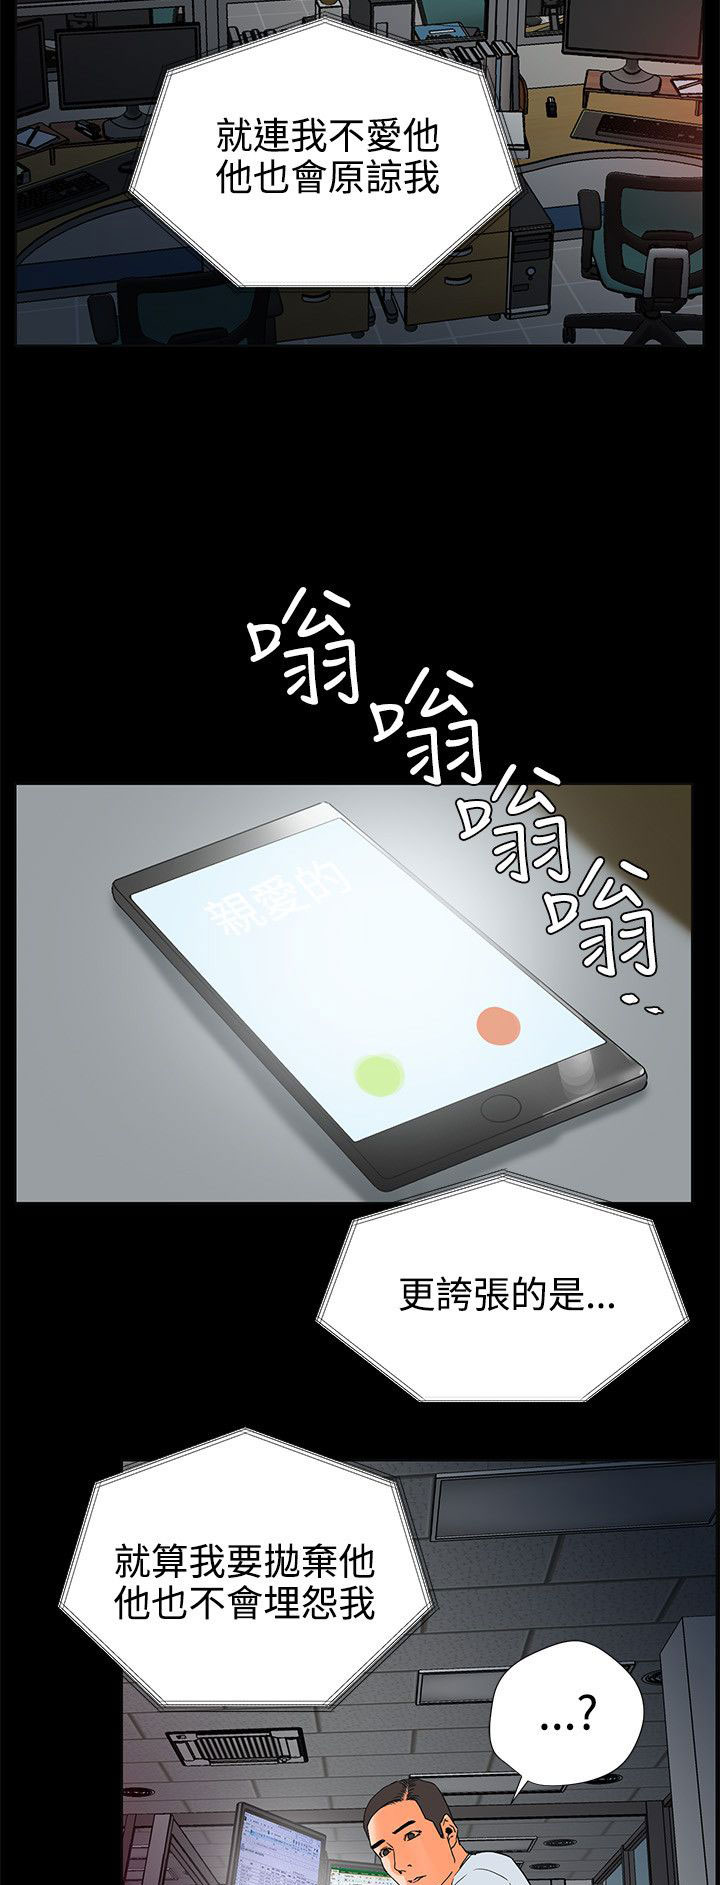 就連我不愛他
他也會原諒我
嗡
嗡
嗡
嗡..
親愛的
更誇張的是...
就算我要拋棄他
他也不會埋怨我
...?